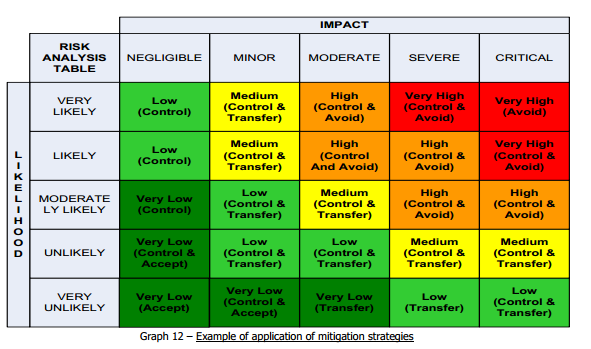 IMPACT
RISK
ANALYSIS
TABLE
NEGLIGIBLE
MINOR
MODERATE
SEVERE
CRITICAL
LIKELIHOOD
VERY
LIKELY
Low
(Control)
Medium
(Control &
Transfer)
High
(Control &
Avoid)
Very High
(Control &
Avoid)
Very High
(Avoid)
LIKELY
Low
(Control)
Medium
(Control &
Transfer)
High
(Control
And Avoid)
High
(Control &
Avoid)
Very High
(Control &
Avoid)
MODERATE
LY LIKELY
Very Low
(Control)
Low
(Control &
Transfer)
Medium
(Control &
Transfer)
High
(Control &
Avoid)
High
(Control &
Avoid)
UNLIKELY
Very Low
(Control &
Accept)
Low
(Control &
Transfer)
Low
(Control &
Transfer)
Medium
(Control &
Transfer)
Medium
(Control &
Transfer)
VERY
UNLIKELY
Very Low
(Accept)
Very Low
(Control &
Accept)
Very Low
(Transfer)
Low
(Transfer)
Low
(Control &
Transfer)
Graph 12 – Example of application of mitigation strategies